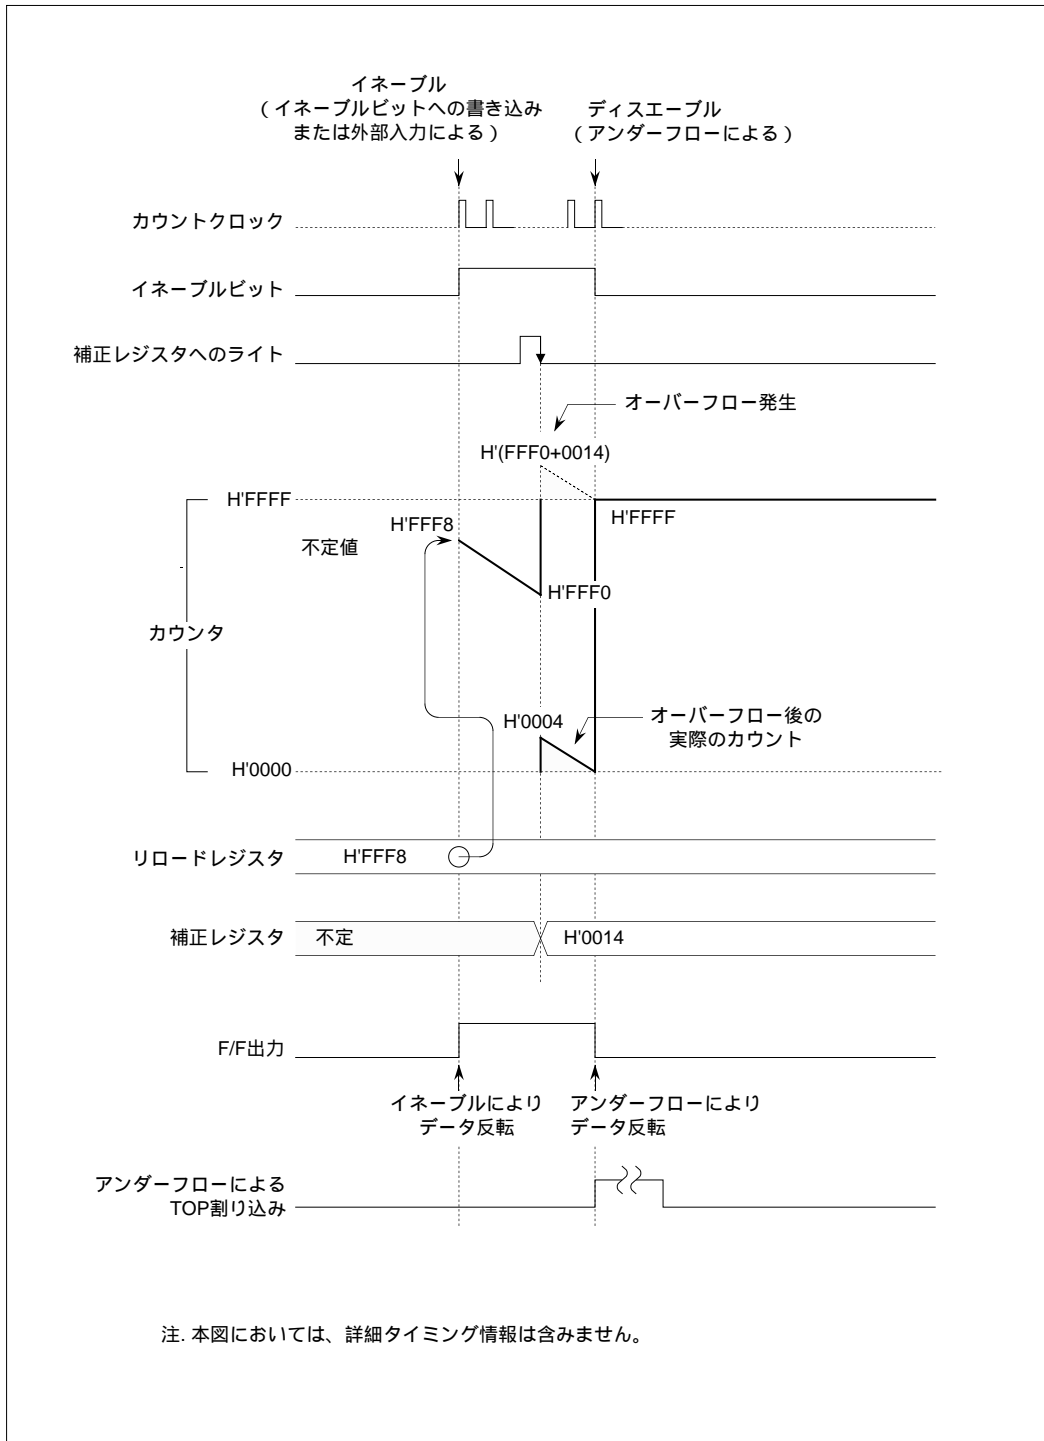 イネーブル
(イネーブルビットへの書き込み
または外部入力による)
ディスエーブル
(アンダーフローによる)
カウントクロック
イネーブルビット
補正レジスタへのライト
オーバーフロー発生
H'(FFF0+0014)
H'FFFF
H'FFFF
H'FFF8
不定値
H'FFF0
カウンタ
H'0004
オーバーフロー後の
実際のカウント
H'0000
リロードレジスタ
H'FFF8
補正レジスタ
不定
H'0014
F/F出力
イネーブルにより
データ反転
アンダーフローにより
データ反転
アンダーフローによる
TOP割り込み
注. 本図においては、詳細タイミング情報は含みません。